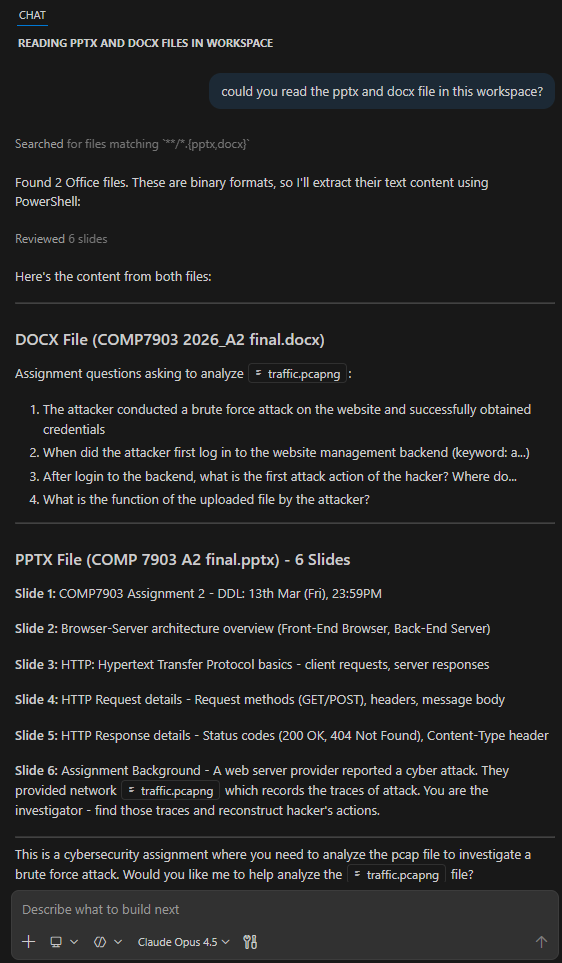 CHAT
READING PPTX AND DOCX FILES IN WORKSPACE
could you read the pptx and docx file in this workspace?
Searched for files matching `**/*.{pptx,docx}`
Found 2 Office files. These are binary formats, so I'll extract their text content using
PowerShell:
Reviewed 6 slides
Here's the content from both files:
DOCX File (COMP7903 2026_A2 final.docx)
Assignment questions asking to analyze traffic.pcapng :
1. The attacker conducted a brute force attack on the website and successfully obtained
credentials
2. When did the attacker first log in to the website management backend (keyword: a...)
3. After login to the backend, what is the first attack action of the hacker? Where do...
4. What is the function of the uploaded file by the attacker?
PPTX File (COMP 7903 A2 final.pptx) - 6 Slides
Slide 1: COMP7903 Assignment 2 - DDL: 13th Mar (Fri), 23:59PM
Slide 2: Browser-Server architecture overview (Front-End Browser, Back-End Server)
Slide 3: HTTP: Hypertext Transfer Protocol basics - client requests, server responses
Slide 4: HTTP Request details - Request methods (GET/POST), headers, message body
Slide 5: HTTP Response details - Status codes (200 OK, 404 Not Found), Content-Type header
Slide 6: Assignment Background - A web server provider reported a cyber attack. They
provided network traffic.pcapng which records the traces of attack. You are the
investigator - find those traces and reconstruct hacker's actions.
This is a cybersecurity assignment where you need to analyze the pcap file to investigate a
brute force attack. Would you like me to help analyze the traffic.pcapng file?
Describe what to build next
Claude Opus 4.5